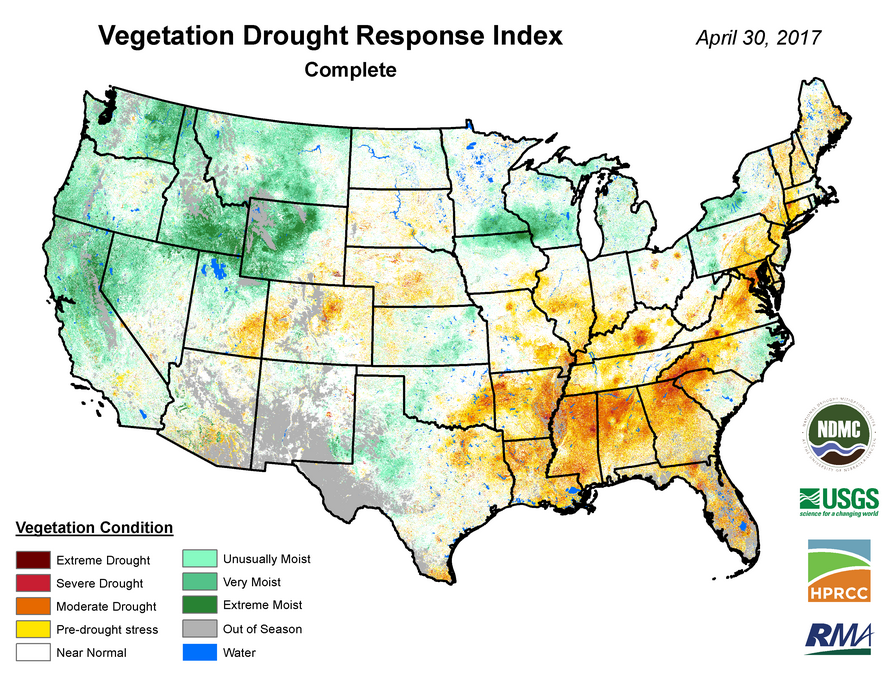 Vegetation Drought Response Index
April 30, 2017
Complete
NDMC
USGS
science for a changing world
HPRCC
RMA
Vegetation Condition
Extreme Drought
Severe Drought
Moderate Drought
Pre-drought stress
Near Normal
Unusually Moist
Very Moist
Extreme Moist
Out of Season
Water